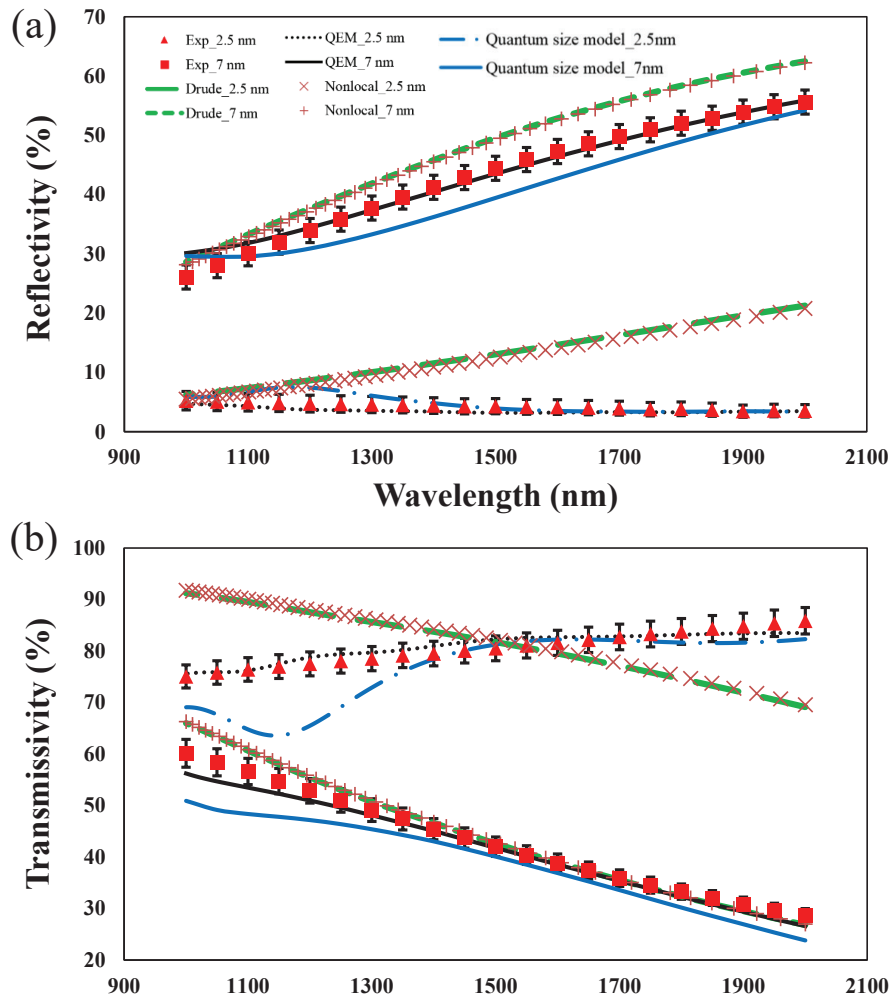 (a)
Exp_2.5 nm
QEM_2.5 nm
Quantum size model_2.5nm
Exp_7 nm
QEM_7 nm
Quantum size model_7nm
Drude_2.5 nm
Nonlocal_2.5 nm
Drude_7 nm
Nonlocal_7 nm
Reflectivity (%)
70
60
50
40
30
20
10
0
900
1100
1300
1500
1700
1900
2100
Wavelength (nm)
(b)
Transmissivity (%)
100
90
80
70
60
50
40
30
20
900
1100
1300
1500
1700
1900
2100